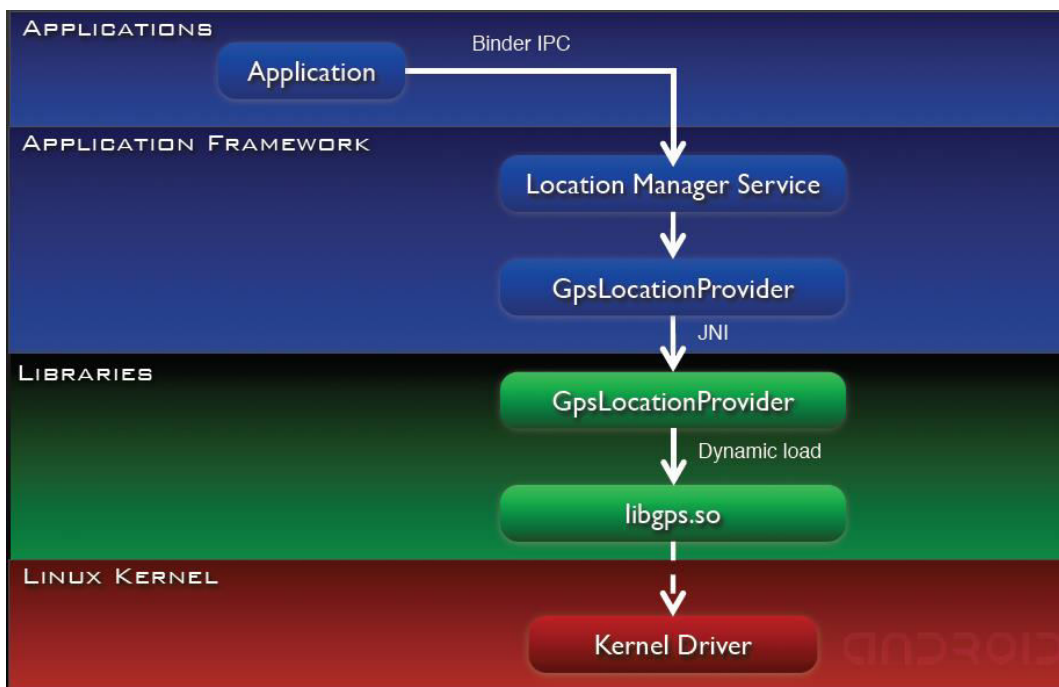 APPLICATIONS
Binder IPC
Application
APPLICATION FRAMEWORK
Location Manager Service
GpsLocationProvider
JNI
LIBRARIES
GpsLocationProvider
Dynamic load
libgps.so
LINUX KERNEL
Kernel Driver
ANDROID